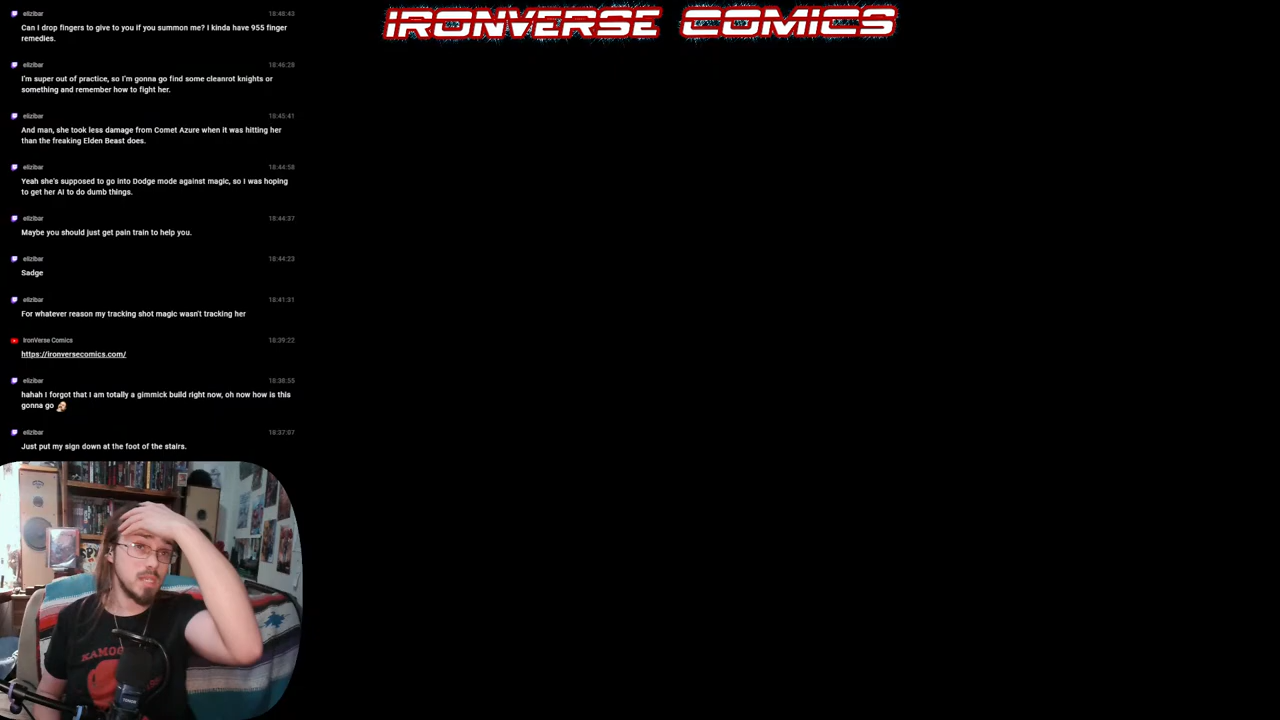 IRONVERSE COMICS
elizibar 18:48:43
Can I drop fingers to give to you if you summon me? I kinda have 955 finger
remedies.
elizibar 18:46:28
I'm super out of practice, so I'm gonna go find some cleanrot knights or
something and remember how to fight her.
elizibar 18:45:41
And man, she took less damage from Comet Azure when it was hitting her
than the freaking Elden Beast does.
elizibar 18:44:58
Yeah she's supposed to go into Dodge mode against magic, so I was hoping
to get her AI to do dumb things.
elizibar 18:44:37
Maybe you should just get pain train to help you.
elizibar 18:44:23
Sadge
elizibar 18:41:31
For whatever reason my tracking shot magic wasn't tracking her
IronVerse Comics 18:39:22
https://ironversecomics.com/
elizibar 18:38:55
hahah I forgot that I am totally a gimmick build right now, oh now how is this
gonna go
elizibar 18:37:07
Just put my sign down at the foot of the stairs.
SPY
KAMOG